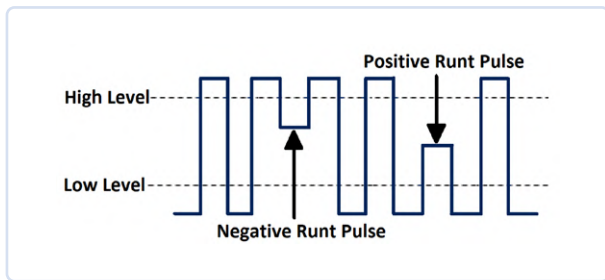 Positive Runt Pulse
High Level
Low Level
Negative Runt Pulse